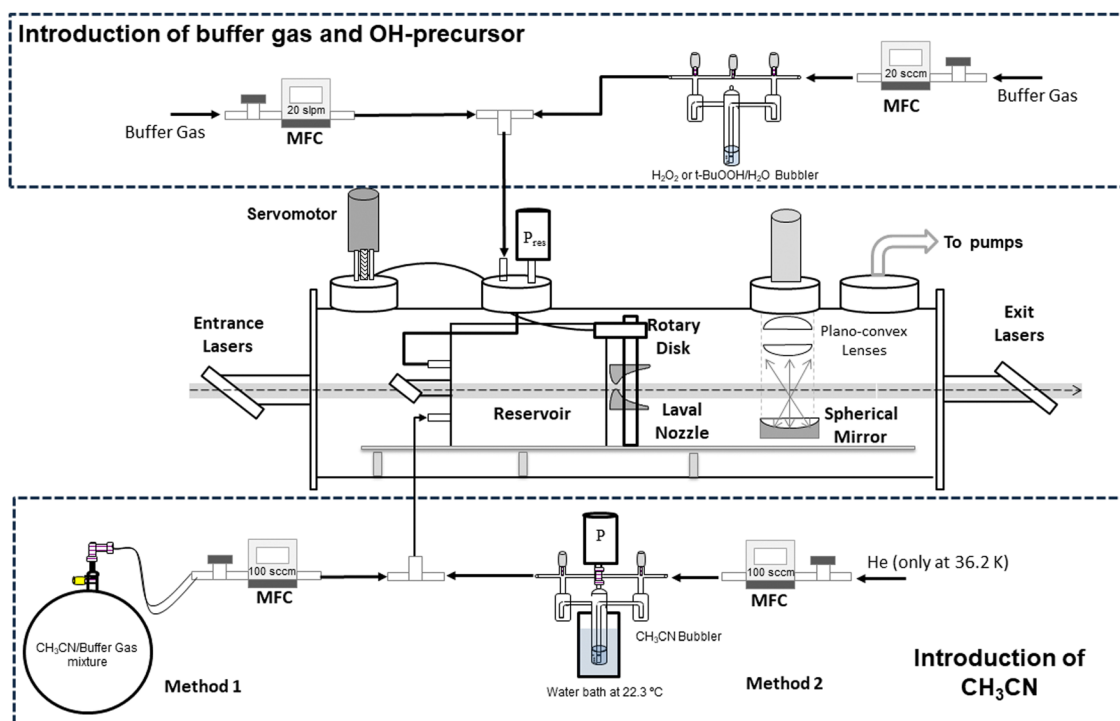 Introduction of buffer gas and OH-precursor
20 slpm
MFC
Buffer Gas
20 sccm
MFC
Buffer Gas
H₂O₂ or t-BuOOH/H₂O Bubbler
Servomotor
Pres
To pumps
Entrance
Lasers
Rotary
Disk
Plano-convex
Lenses
Exit
Lasers
Reservoir
Laval
Nozzle
Spherical
Mirror
CH₃CN/Buffer Gas
mixture
Method 1
100 sccm
MFC
P
CH₃CN Bubbler
Water bath at 22.3 ºC
100 sccm
MFC
He (only at 36.2 K)
Method 2
Introduction of
CH₃CN